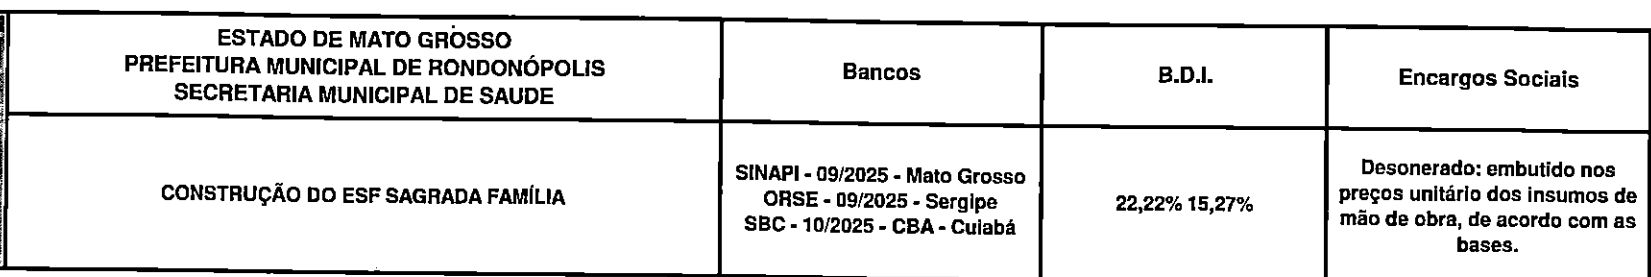 ESTADO DE MATO GROSSO
PREFEITURA MUNICIPAL DE RONDONÓPOLIS
SECRETARIA MUNICIPAL DE SAUDE
Bancos
B.D.I.
Encargos Sociais
CONSTRUÇÃO DO ESF SAGRADA FAMÍLIA
SINAPI - 09/2025 - Mato Grosso
ORSE - 09/2025 - Sergipe
SBC - 10/2025 - CBA - Cuiabá
22,22% 15,27%
Desonerado: embutido nos
preços unitário dos insumos de
mão de obra, de acordo com as
bases.